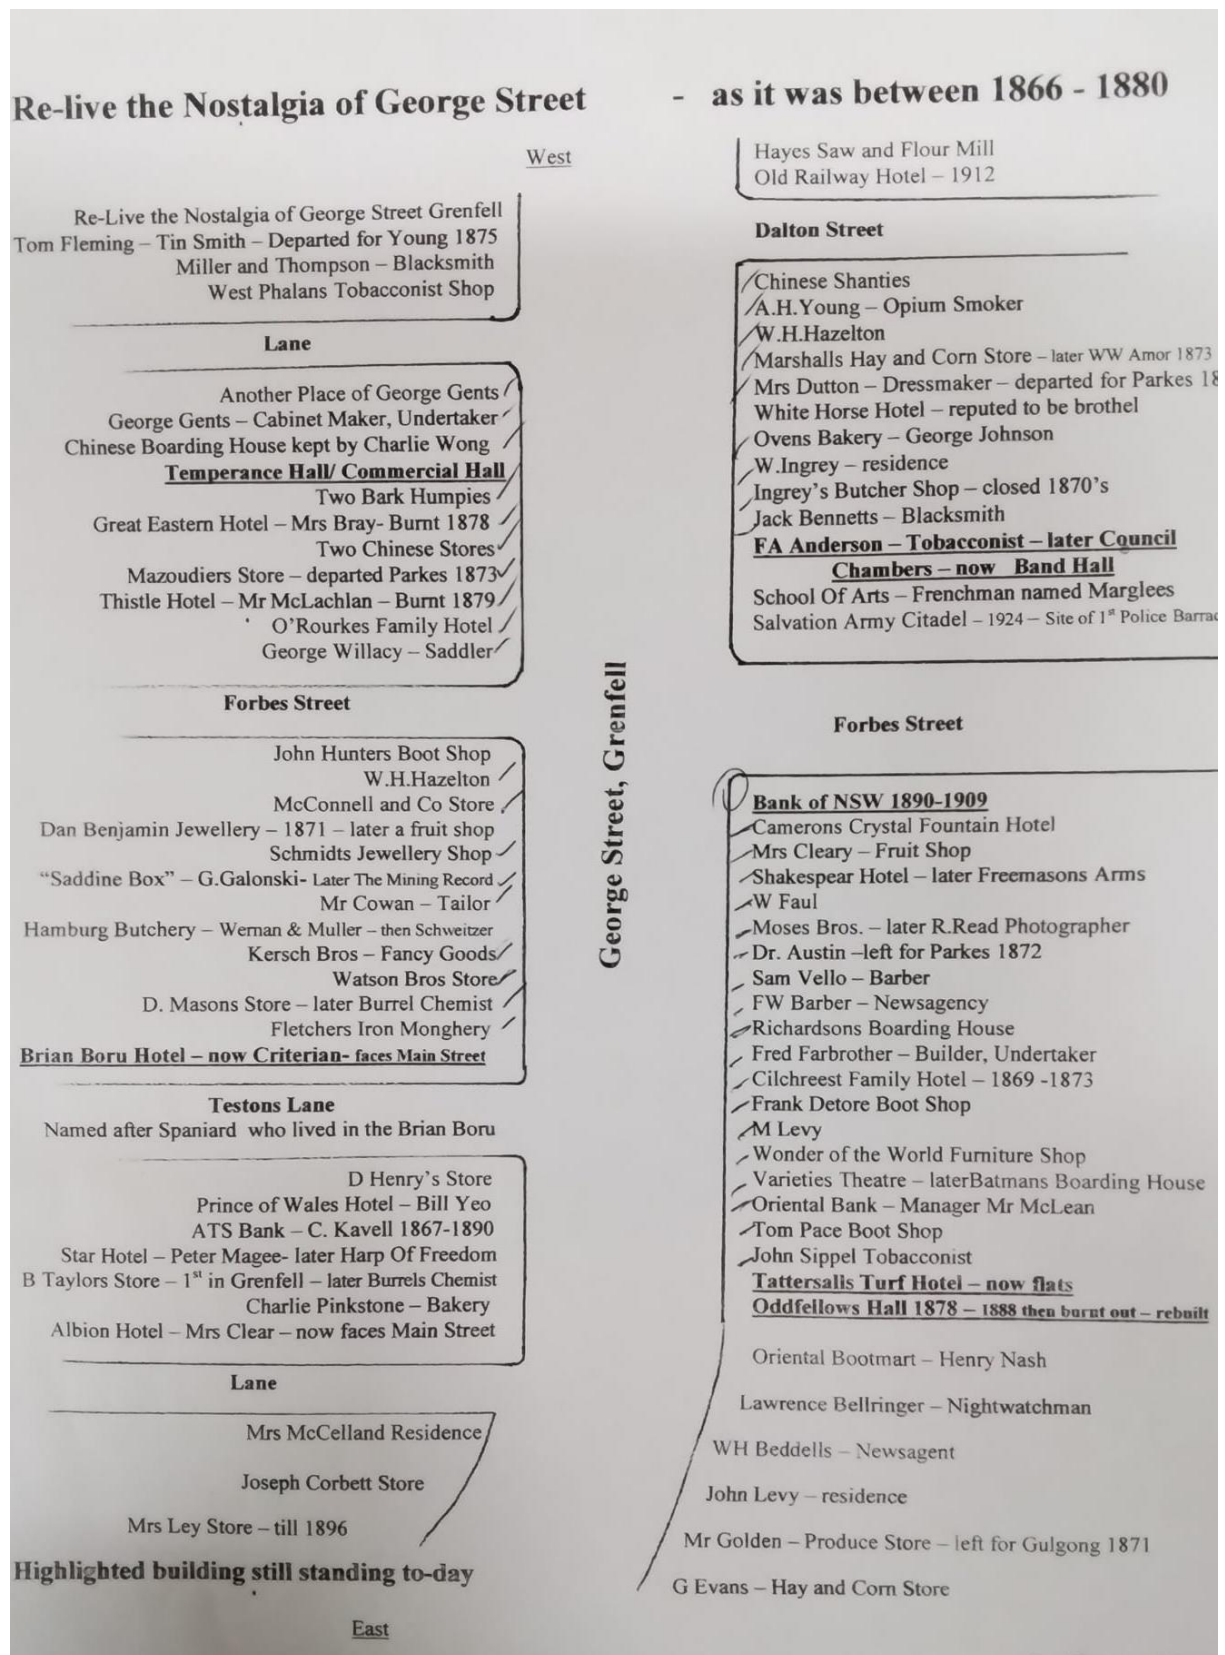 Re-live the Nostalgia of George Street - as it was between 1866 - 1880
West
Re-Live the Nostalgia of George Street Grenfell
Tom Fleming – Tin Smith – Departed for Young 1875
Miller and Thompson – Blacksmith
West Phalans Tobacconist Shop
Lane
Another Place of George Gents
George Gents – Cabinet Maker, Undertaker
Chinese Boarding House kept by Charlie Wong
Temperance Hall/ Commercial Hall
Two Bark Humpies
Great Eastern Hotel – Mrs Bray- Burnt 1878
Two Chinese Stores
Mazoudiers Store – departed Parkes 1873
Thistle Hotel – Mr McLachlan – Burnt 1879
O'Rourkes Family Hotel
George Willacy – Saddler
Forbes Street
John Hunters Boot Shop
W.H.Hazelton
McConnell and Co Store
Dan Benjamin Jewellery – 1871 – later a fruit shop
Schmidts Jewellery Shop
"Saddine Box" – G.Galonski- Later The Mining Record
Mr Cowan – Tailor
Hamburg Butchery – Wernan & Muller – then Schweitzer
Kersch Bros – Fancy Goods
Watson Bros Store
D. Masons Store – later Burrel Chemist
Fletchers Iron Monghery
Brian Boru Hotel – now Criterian- faces Main Street
Testons Lane
Named after Spaniard who lived in the Brian Boru
D Henry's Store
Prince of Wales Hotel – Bill Yeo
ATS Bank – C. Kavell 1867-1890
Star Hotel – Peter Magee- later Harp Of Freedom
B Taylors Store – 1st in Grenfell – later Burrels Chemist
Charlie Pinkstone – Bakery
Albion Hotel – Mrs Clear – now faces Main Street
Lane
Mrs McCelland Residence
Joseph Corbett Store
Mrs Ley Store – till 1896
Highlighted building still standing to-day
East
George Street, Grenfell
Hayes Saw and Flour Mill
Old Railway Hotel – 1912
Dalton Street
Chinese Shanties
A.H.Young – Opium Smoker
W.H.Hazelton
Marshalls Hay and Corn Store – later WW Amor 1873
Mrs Dutton – Dressmaker – departed for Parkes 18
White Horse Hotel – reputed to be brothel
Ovens Bakery – George Johnson
W.Ingrey – residence
Ingrey's Butcher Shop – closed 1870's
Jack Bennetts – Blacksmith
FA Anderson – Tobacconist – later Council
Chambers – now Band Hall
School Of Arts – Frenchman named Marglees
Salvation Army Citadel – 1924 – Site of 1st Police Barrac
Forbes Street
Bank of NSW 1890-1909
Camerons Crystal Fountain Hotel
Mrs Cleary – Fruit Shop
Shakespear Hotel – later Freemasons Arms
W Faul
Moses Bros. – later R.Read Photographer
Dr. Austin –left for Parkes 1872
Sam Vello – Barber
FW Barber – Newsagency
Richardsons Boarding House
Fred Farbrother – Builder, Undertaker
Cilchreest Family Hotel – 1869 -1873
Frank Detore Boot Shop
M Levy
Wonder of the World Furniture Shop
Varieties Theatre – laterBatmans Boarding House
Oriental Bank – Manager Mr McLean
Tom Pace Boot Shop
John Sippel Tobacconist
Tattersalls Turf Hotel – now flats
Oddfellows Hall 1878 – 1888 then burnt out – rebuilt
Oriental Bootmart – Henry Nash
Lawrence Bellringer – Nightwatchman
WH Beddells – Newsagent
John Levy – residence
Mr Golden – Produce Store – left for Gulgong 1871
G Evans – Hay and Corn Store